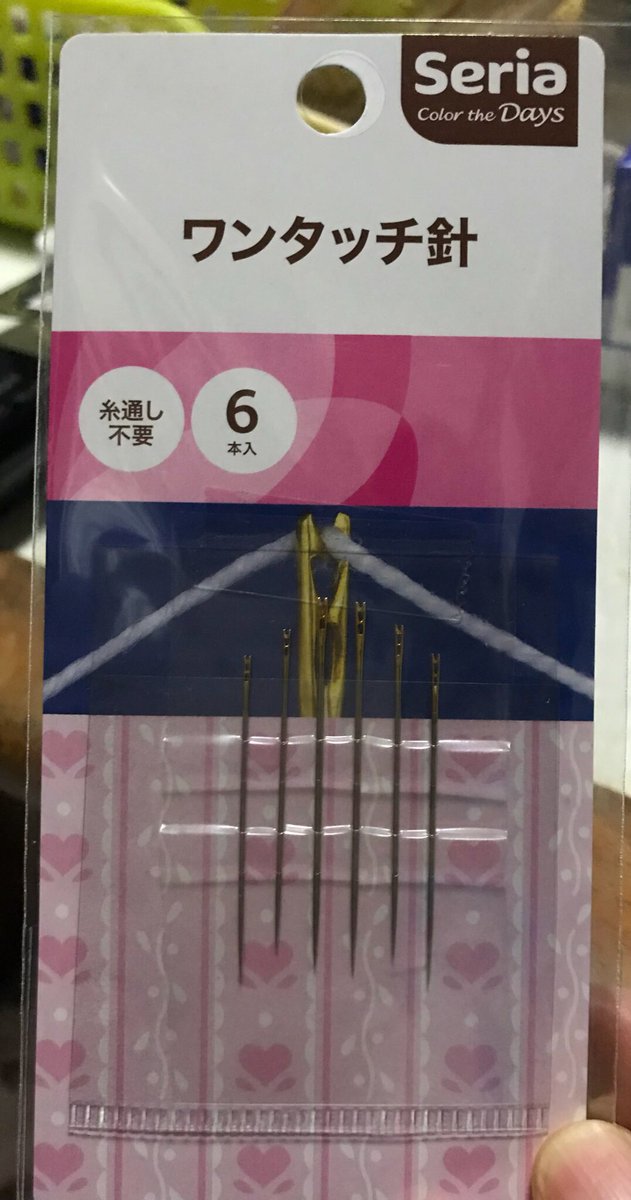 Seria
Color the Days
ワンタッチ針
糸通し
不要
6
本入